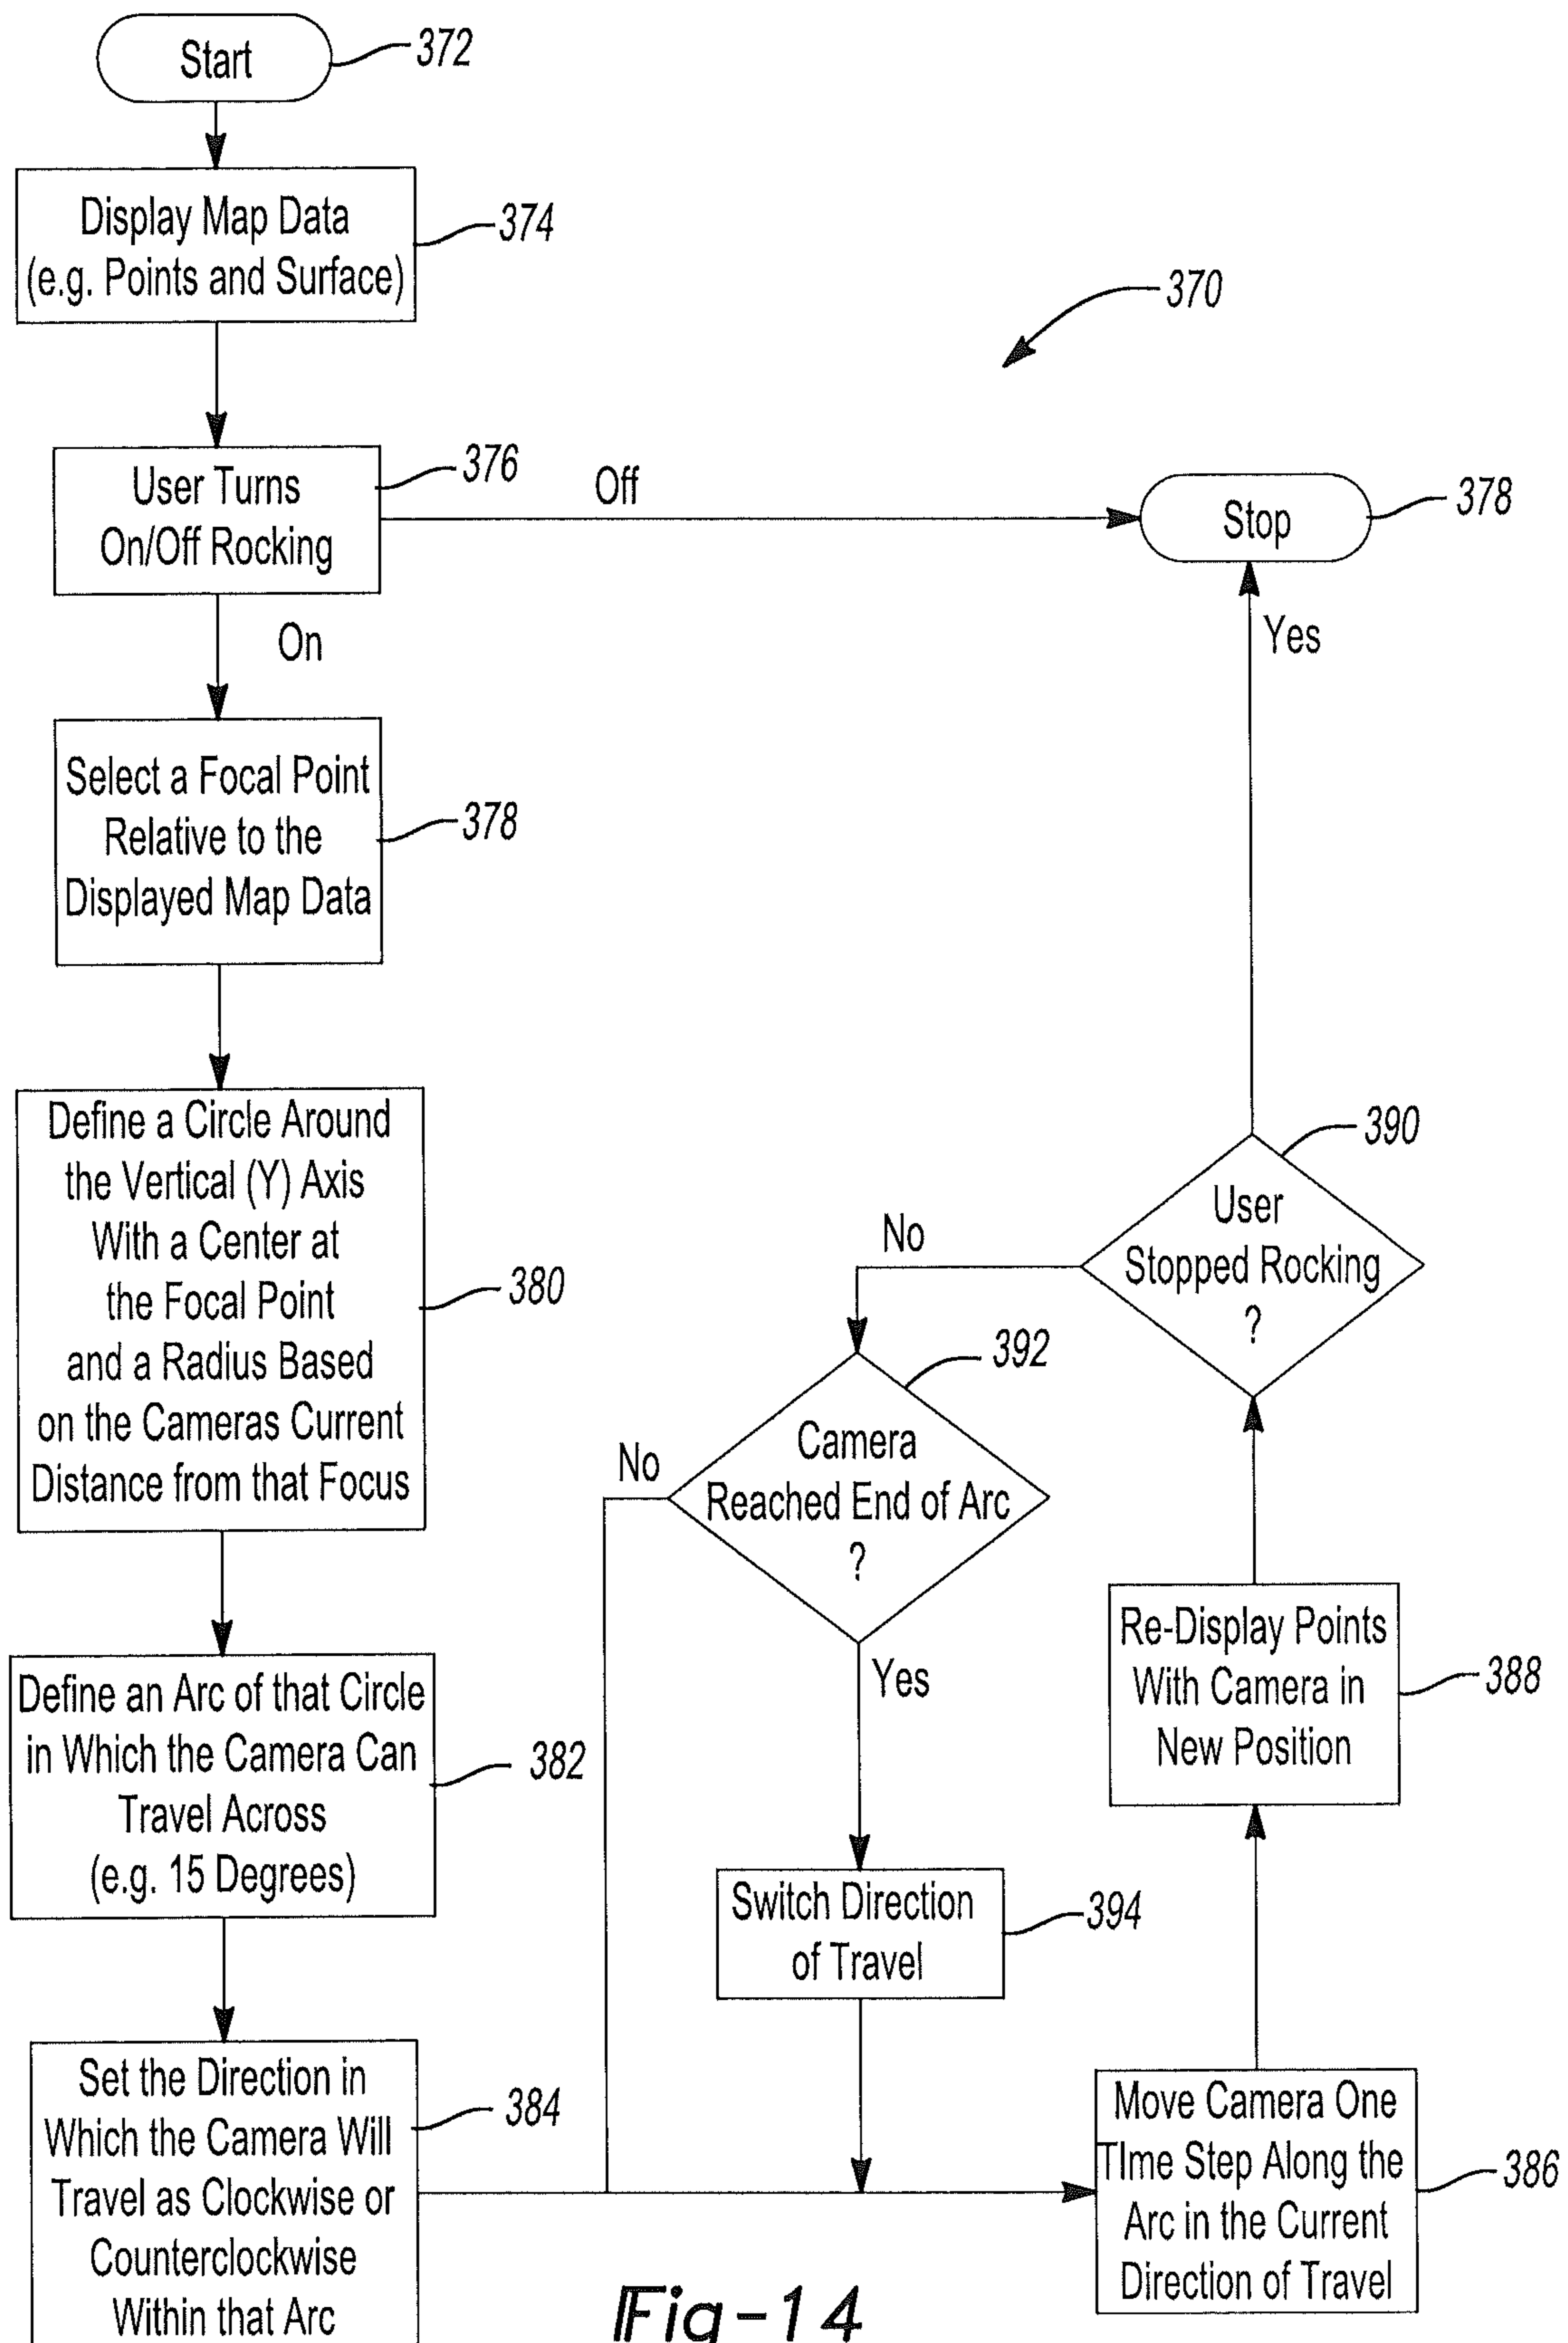 Start
372
Display Map Data
(e.g. Points and Surface)
374
370
User Turns
On/Off Rocking
376
Off
Stop
378
On
Yes
Select a Focal Point
Relative to the
Displayed Map Data
378
Define a Circle Around
the Vertical (Y) Axis
With a Center at
the Focal Point
and a Radius Based
on the Cameras Current
Distance from that Focus
380
User
Stopped Rocking
?
390
No
Camera
Reached End of Arc
?
392
No
Yes
Define an Arc of that Circle
in Which the Camera Can
Travel Across
(e.g. 15 Degrees)
382
Re-Display Points
With Camera in
New Position
388
Switch Direction
of Travel
394
Set the Direction in
Which the Camera Will
Travel as Clockwise or
Counterclockwise
Within that Arc
384
Move Camera One
TIme Step Along the
Arc in the Current
Direction of Travel
386
Fig-14